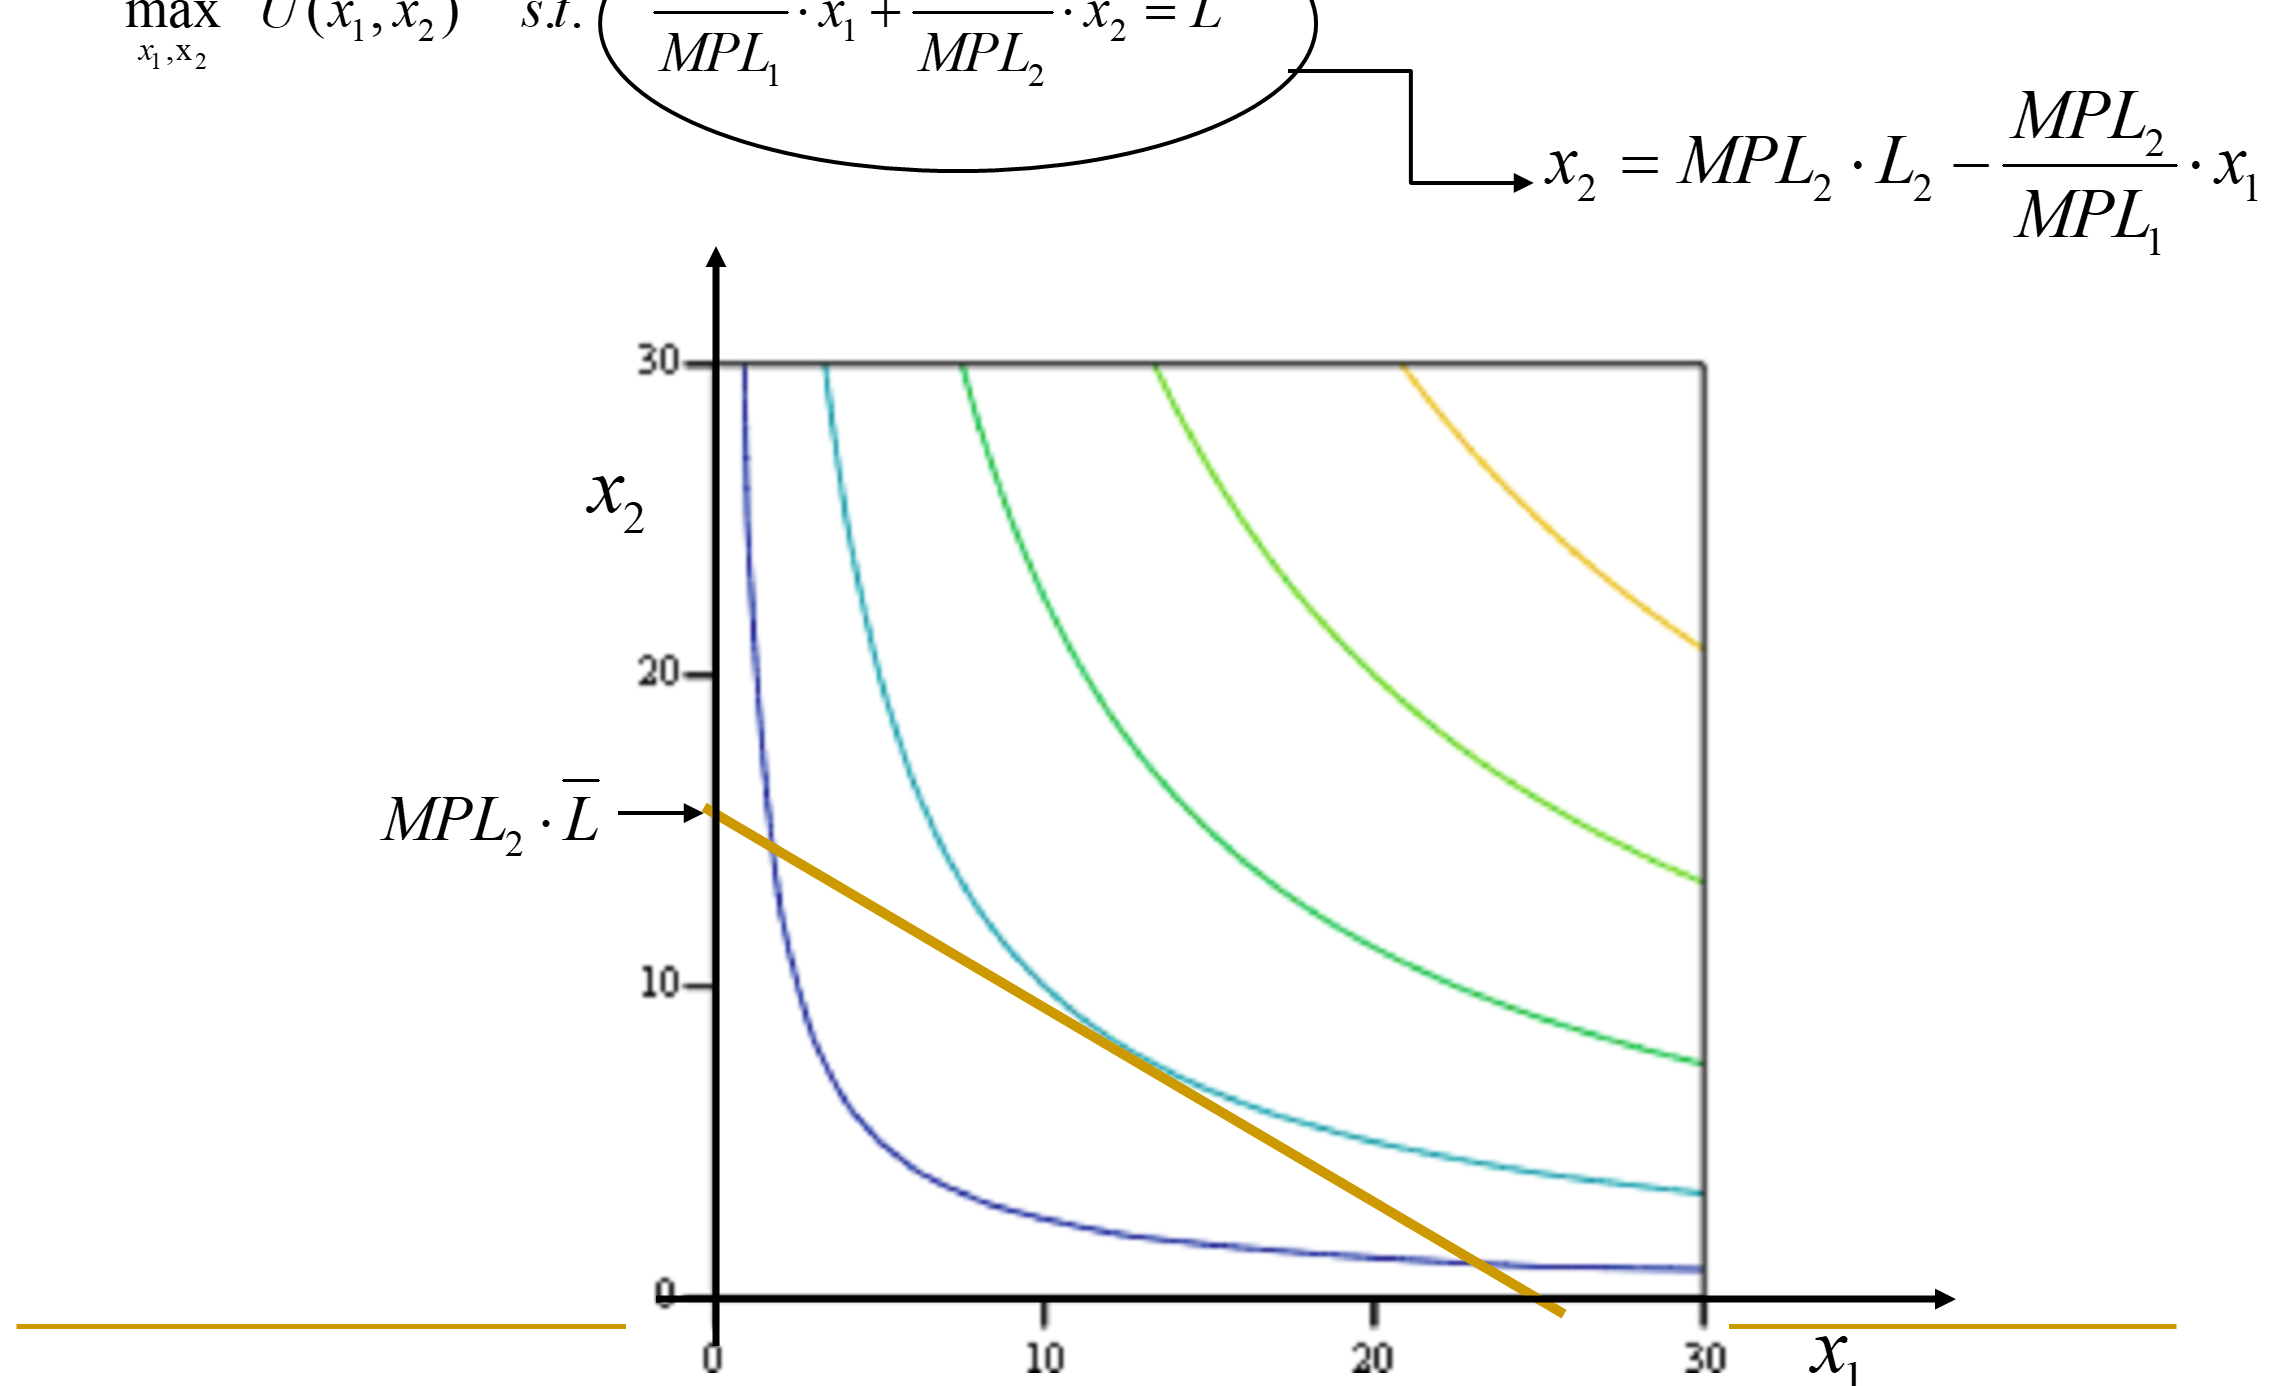 max U(x₁,x₂) s.t. ―/MPL₁ · x₁ + ―/MPL₂ · x₂ = L
x₁,x₂
x₂ = MPL₂ · L₂ − MPL₂/MPL₁ · x₁
30
x₂
20
MPL₂ · L̅
10
0
0 10 20 30
x₁